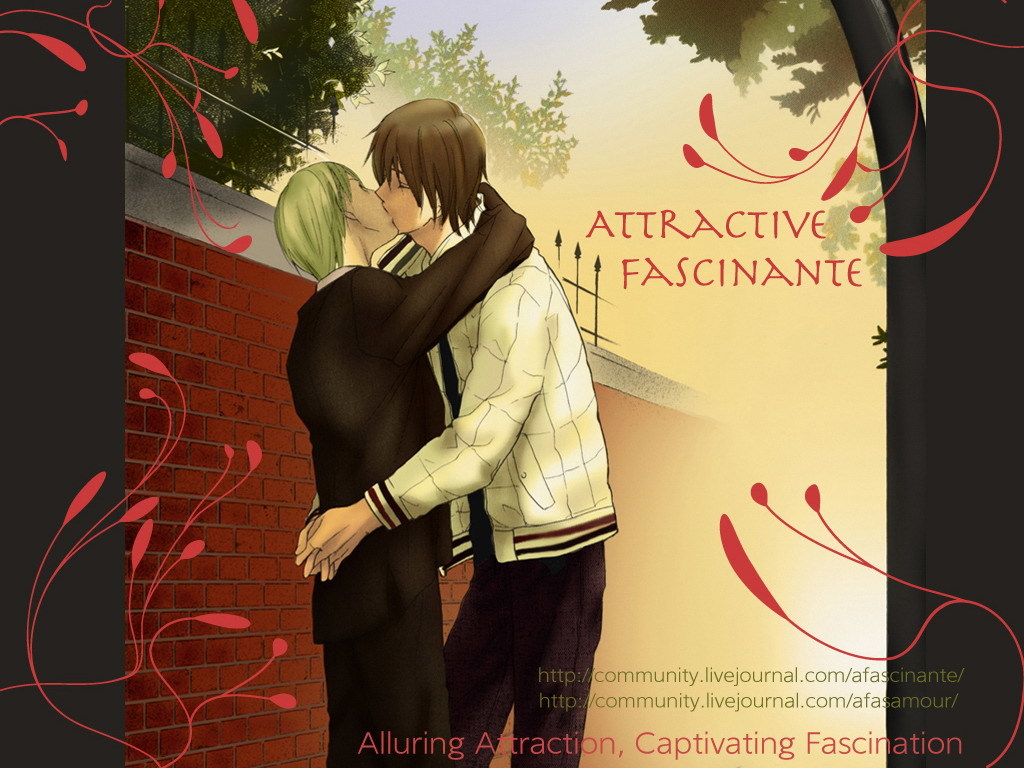 ATTRACTIVE
FASCINANTE
http://community.livejournal.com/afascinante/
http://community.livejournal.com/afasamour/
Alluring Attraction, Captivating Fascination